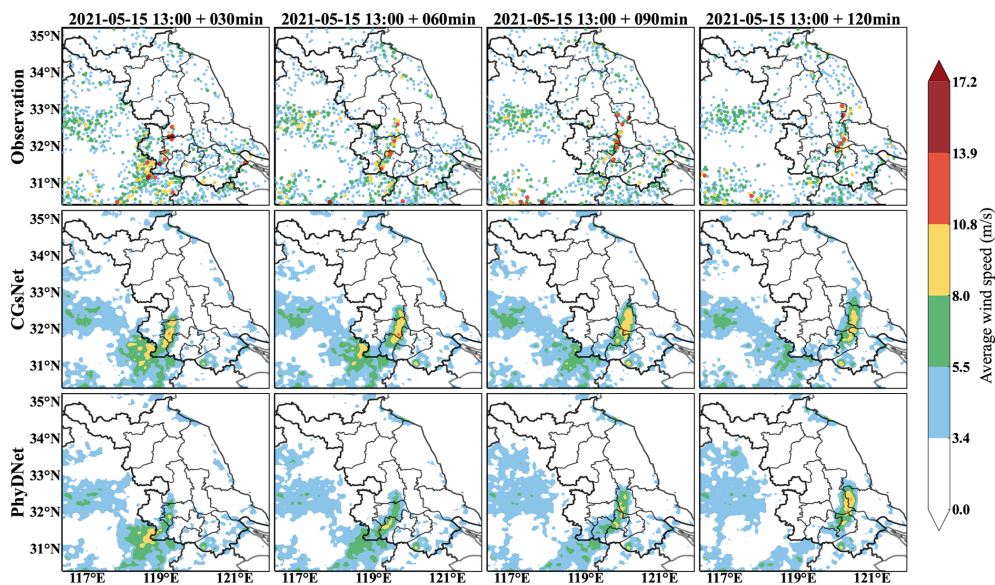 2021-05-15 13:00 + 030min
2021-05-15 13:00 + 060min
2021-05-15 13:00 + 090min
2021-05-15 13:00 + 120min
Observation
35°N
34°N
33°N
32°N
31°N
CGsNet
35°N
34°N
33°N
32°N
31°N
PhyDNet
35°N
34°N
33°N
32°N
31°N
117°E 119°E 121°E
117°E 119°E 121°E
117°E 119°E 121°E
117°E 119°E 121°E
17.2
13.9
10.8
8.0
5.5
3.4
0.0
Average wind speed (m/s)